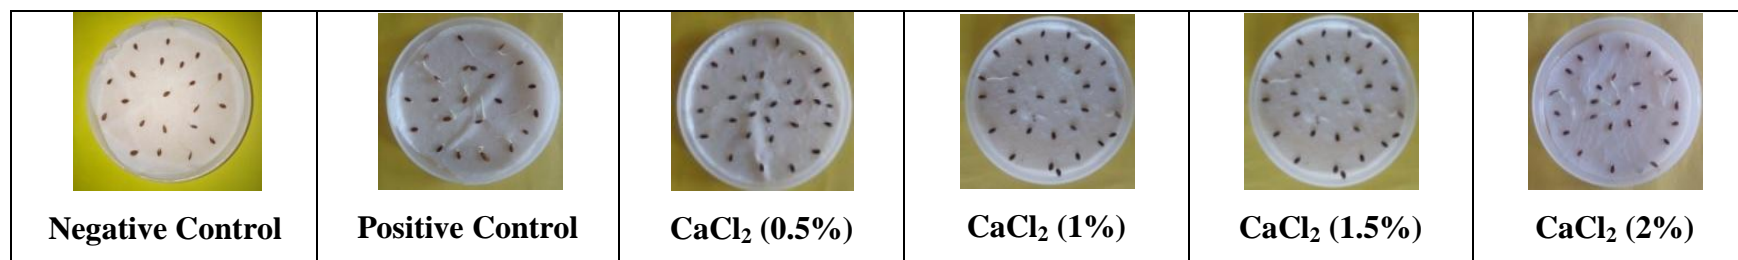 Negative Control
Positive Control
CaCl₂ (0.5%)
CaCl₂ (1%)
CaCl₂ (1.5%)
CaCl₂ (2%)